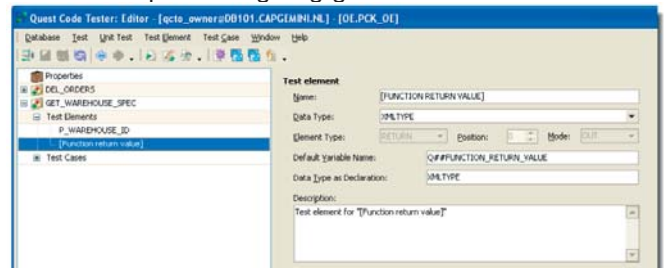 Quest Code Tester: Editor - [qcto_owner@DB101.CAPGEMINI.NL] - [OE.PCK_OE]
Database Test Unit Test Test Element Test Case Window Help
Properties
DEL_ORDERS
GET_WAREHOUSE_SPEC
Test Elements
P_WAREHOUSE_ID
[Function return value]
Test Cases
Test element
Name: [FUNCTION RETURN VALUE]
Data Type: XMLTYPE
Element Type: RETURN Position: 0 Mode: OUT
Default Variable Name: Q##FUNCTION_RETURN_VALUE
Data Type as Declaration: XMLTYPE
Description:
Test element for "[Function return value]"